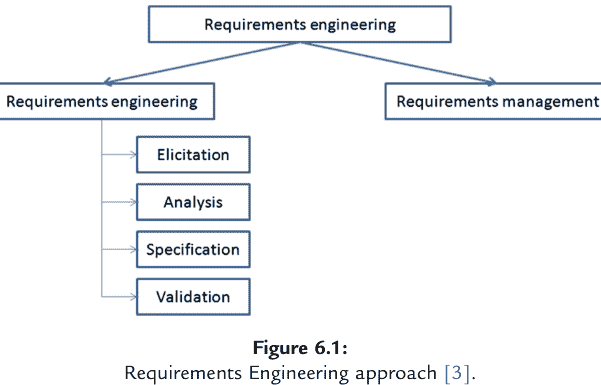 Requirements engineering
Requirements engineering
Requirements management
Elicitation
Analysis
Specification
Validation
Figure 6.1:
Requirements Engineering approach [3].